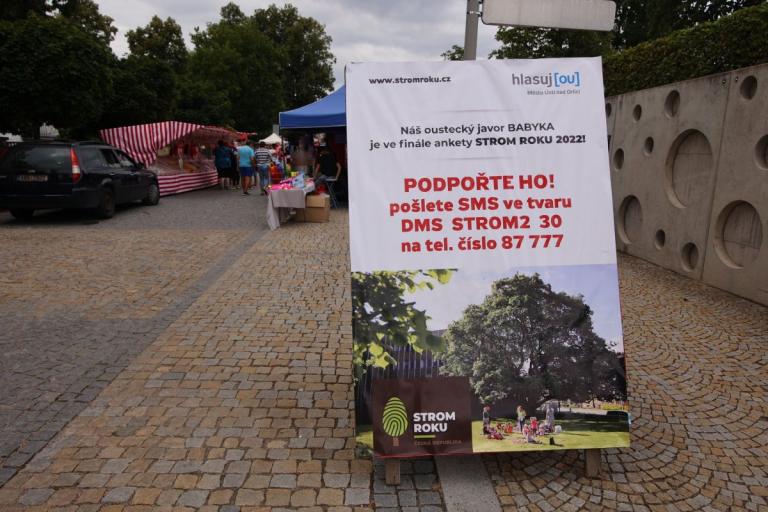 www.stromroku.cz
hlasuj[ou]
Města Ústí nad Orlicí
Náš oustecký javor BABYKA
je ve finále ankety STROM ROKU 2022!
PODPOŘTE HO!
pošlete SMS ve tvaru
DMS STROM2 30
na tel. číslo 87 777
STROM
ROKU
ČESKÁ REPUBLIKA